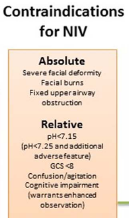 Contraindications
for NIV
Absolute
Severe facial deformity
Facial burns
Fixed upper airway
obstruction
Relative
pH<7.15
(pH<7.25 and additional
adverse feature)
GCS <8
Confusion/agitation
Cognitive impairment
(warrants enhanced
observation)